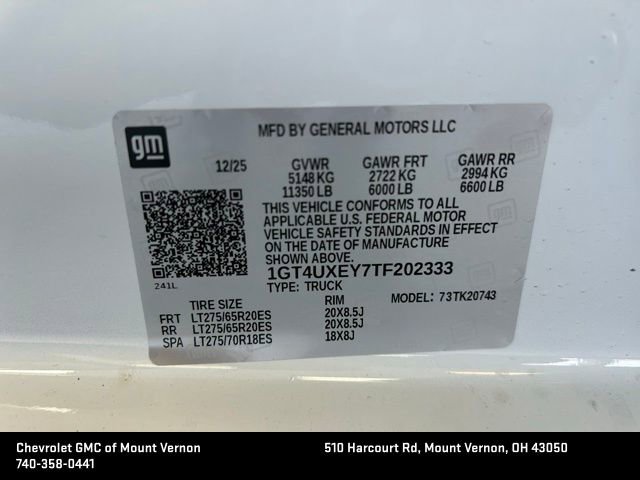 gm
MFD BY GENERAL MOTORS LLC
12/25
GVWR GAWR FRT GAWR RR
5148 KG 2722 KG 2994 KG
11350 LB 6000 LB 6600 LB
THIS VEHICLE CONFORMS TO ALL
APPLICABLE U.S. FEDERAL MOTOR
VEHICLE SAFETY STANDARDS IN EFFECT
ON THE DATE OF MANUFACTURE
SHOWN ABOVE.
1GT4UXEY7TF202333
241L
TYPE: TRUCK
MODEL: 73TK20743
TIRE SIZE RIM
FRT LT275/65R20ES 20X8.5J
RR LT275/65R20ES 20X8.5J
SPA LT275/70R18ES 18X8J
Chevrolet GMC of Mount Vernon 510 Harcourt Rd, Mount Vernon, OH 43050
740-358-0441